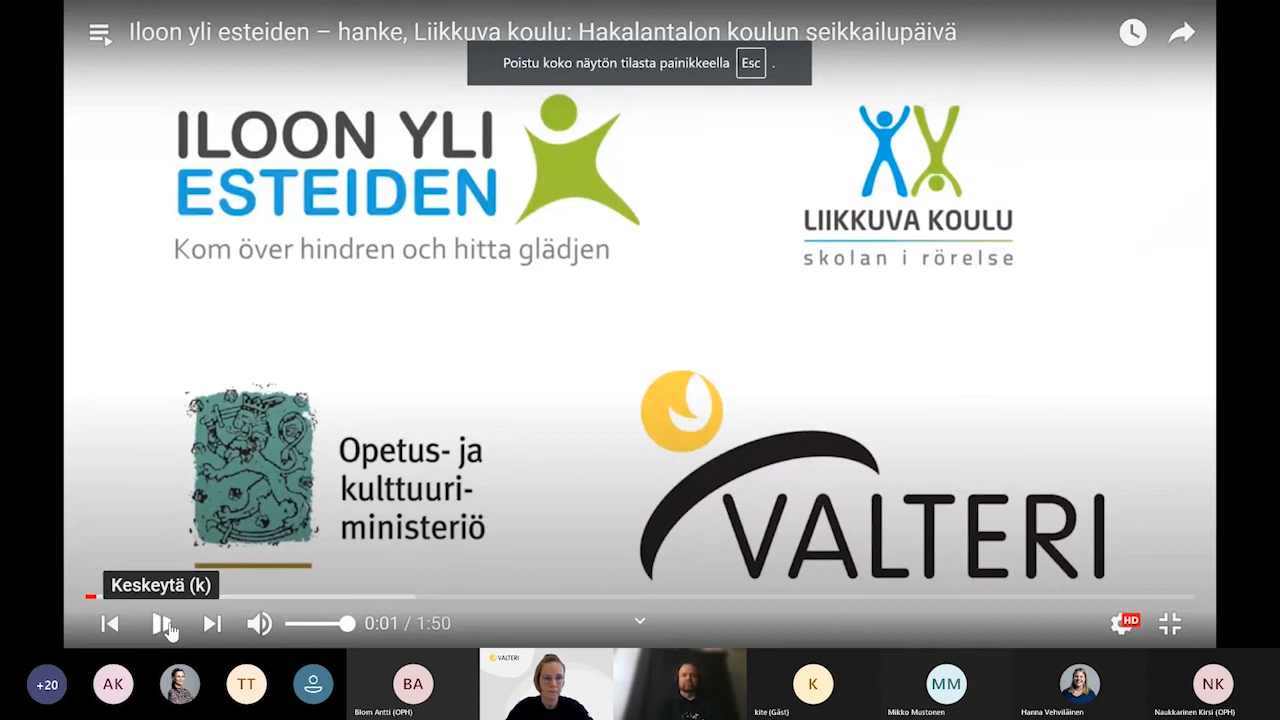 Iloon yli esteiden – hanke, Liikkuva koulu: Hakalantalon koulun seikkailupäivä
Poistu koko näytön tilasta painikkeella Esc .
ILOON YLI
ESTEIDEN
Kom över hindren och hitta glädjen
LIIKKUVA KOULU
skolan i rörelse
Opetus- ja
kulttuuri-
ministeriö
VALTERI
Keskeytä (k)
0:01 / 1:50
HD
+20
AK
TT
BA
Blom Antti (OPH)
VALTERI
K
kite (Gäst)
MM
Mikko Mustonen
Hanna Vehviläinen
NK
Naukkarinen Kirsi (OPH)